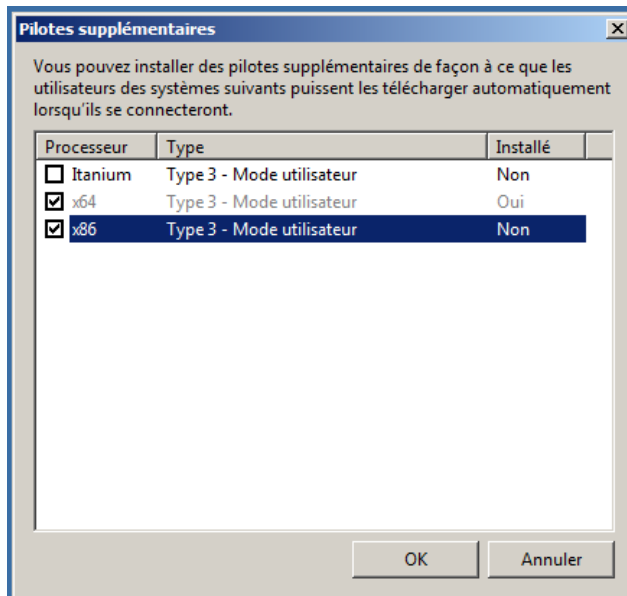 Pilotes supplémentaires
Vous pouvez installer des pilotes supplémentaires de façon à ce que les
utilisateurs des systèmes suivants puissent les télécharger automatiquement
lorsqu'ils se connecteront.
Processeur Type Installé
Itanium Type 3 - Mode utilisateur Non
x64 Type 3 - Mode utilisateur Oui
x86 Type 3 - Mode utilisateur Non
OK Annuler